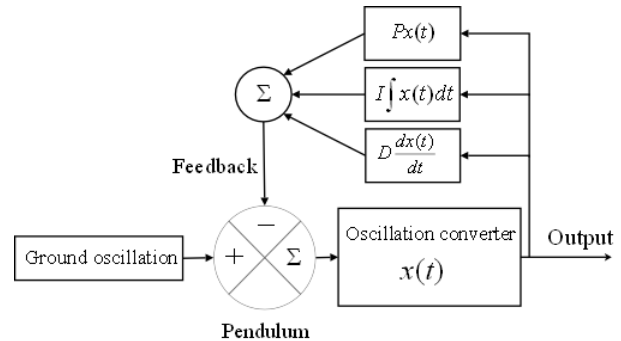 Px(t)
Σ
I∫x(t)dt
D dx(t)/dt
Feedback
−
Ground oscillation
+
Σ
Oscillation converter
x(t)
Output
Pendulum